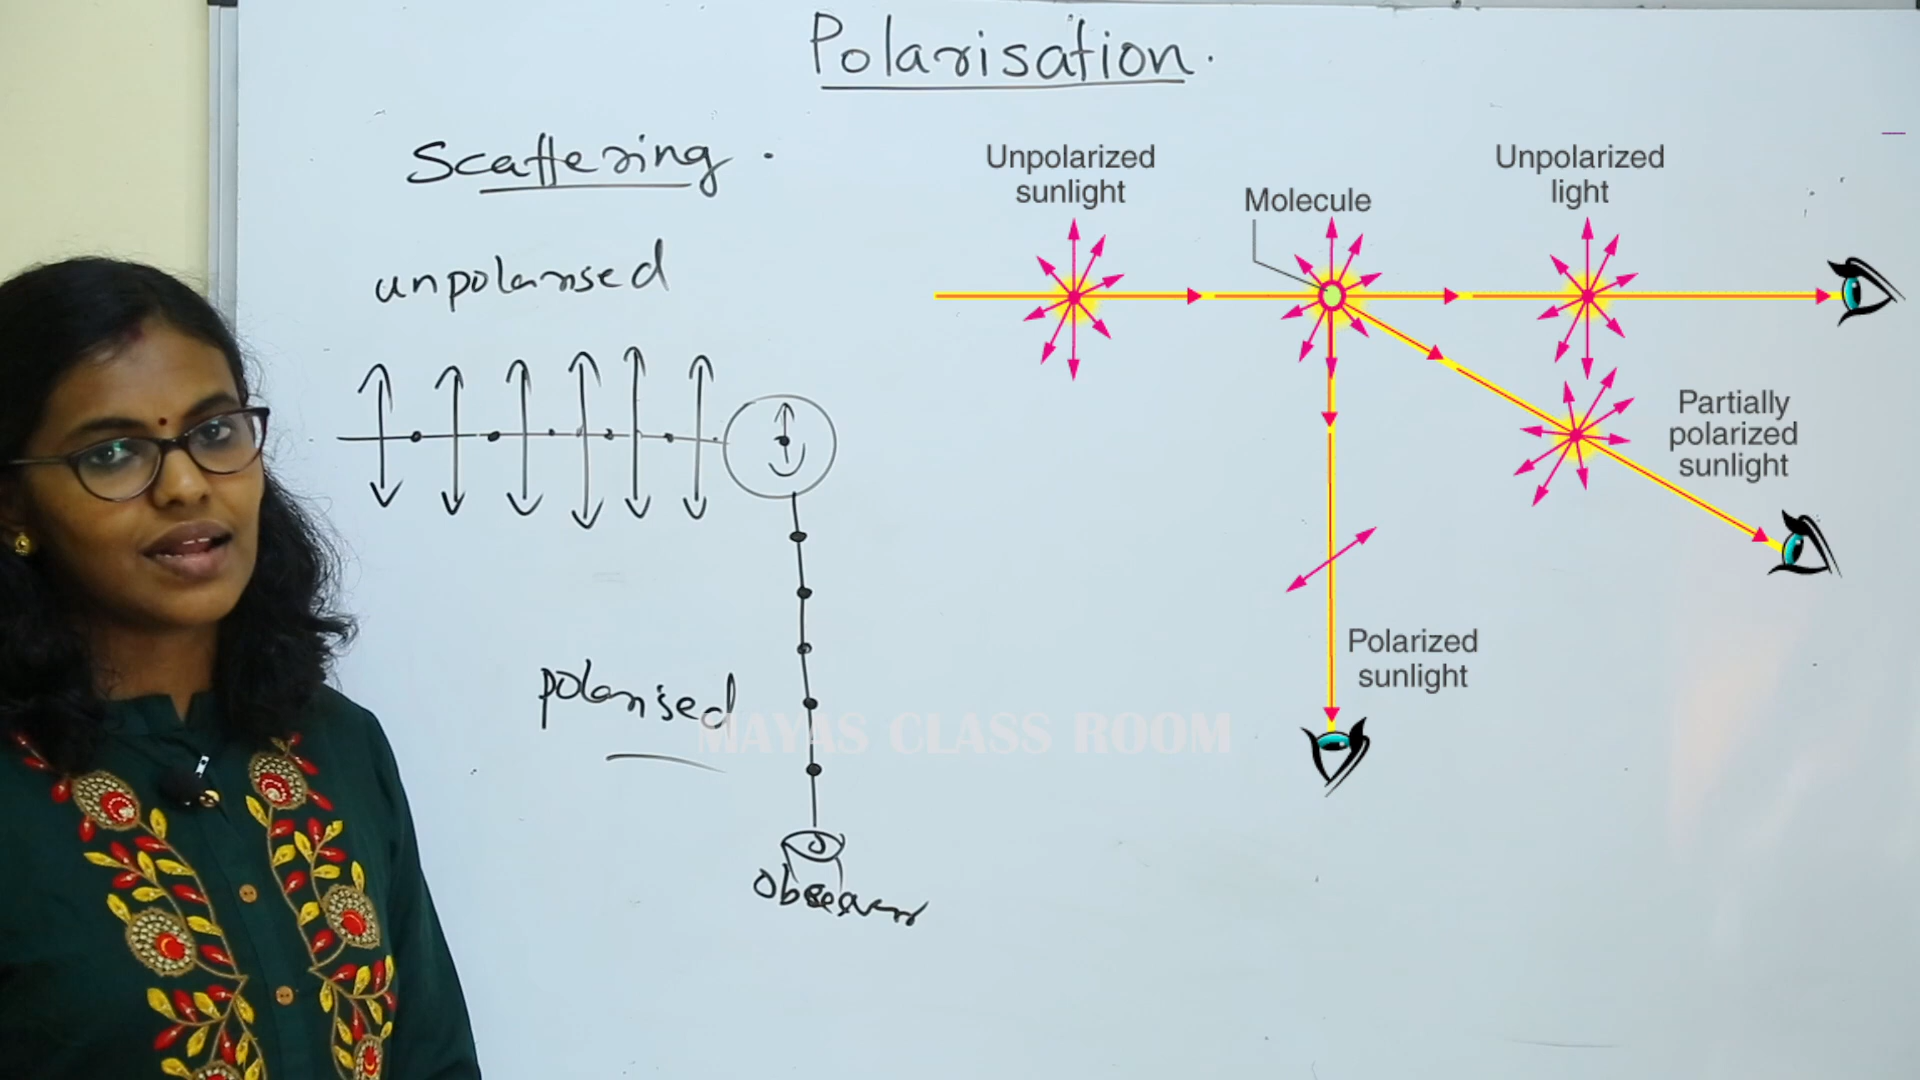 Polarisation.
Scattering.
unpolarised
polarised
Observer
Unpolarized
sunlight
Molecule
Unpolarized
light
Partially
polarized
sunlight
Polarized
sunlight
MAYAS CLASS ROOM